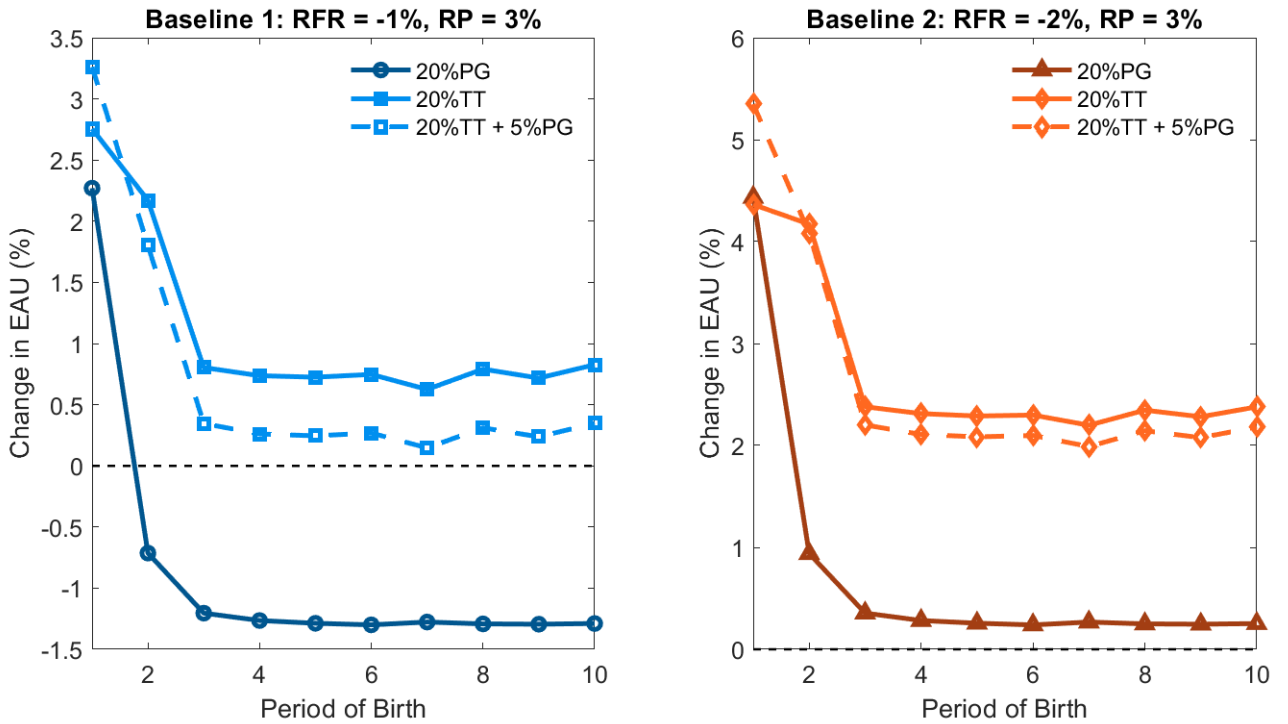 Baseline 1: RFR = -1%, RP = 3%
3.5
3
2.5
2
1.5
1
0.5
0
-0.5
-1
-1.5
Change in EAU (%)
20%PG
20%TT
20%TT + 5%PG
2
4
6
8
10
Period of Birth
Baseline 2: RFR = -2%, RP = 3%
6
5
4
3
2
1
0
Change in EAU (%)
20%PG
20%TT
20%TT + 5%PG
2
4
6
8
10
Period of Birth